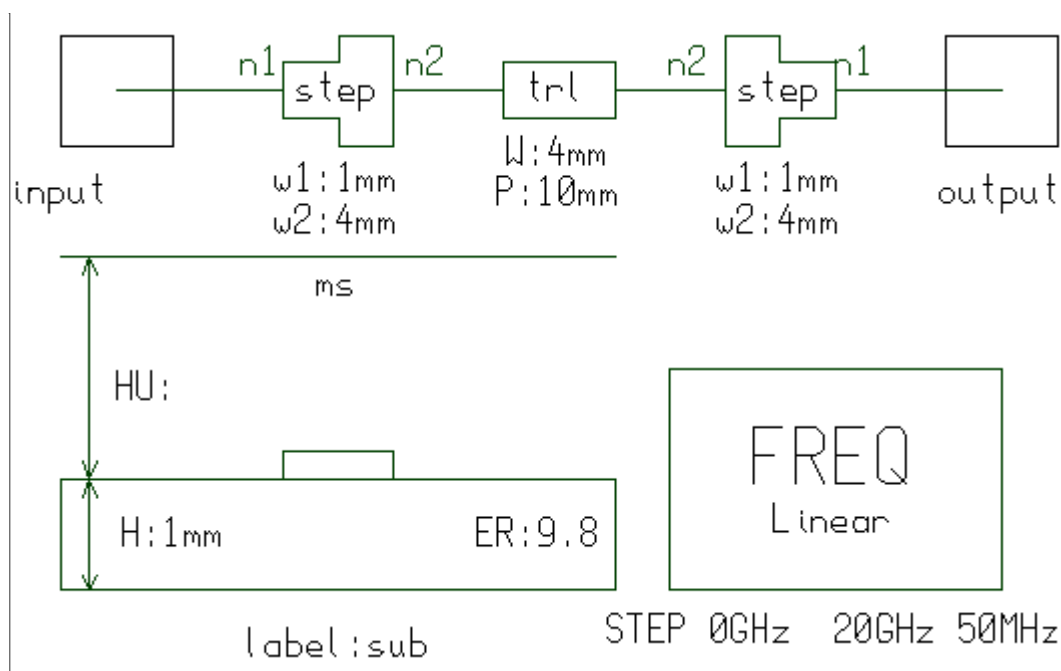 n1 step n2 trl n2 step n1
input w1:1mm w2:4mm W:4mm P:10mm w1:1mm w2:4mm output
ms
HU:
FREQ
Linear
H:1mm ER:9.8
STEP 0GHz 20GHz 50MHz
label:sub